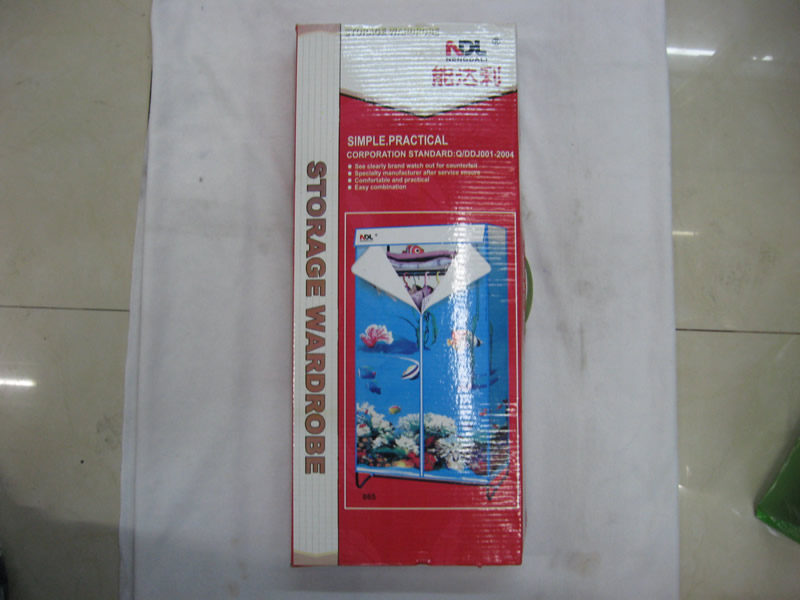 STORAGE WARDROBE
NDL ®
NENGDALI
能达利
SIMPLE.PRACTICAL
CORPORATION STANDARD:Q/DDJ001-2004
See clearly brand watch out for counterfeit
Specialty manufacturer after service ensure
Comfortable and practical
Easy combination
STORAGE WARDROBE
NDL